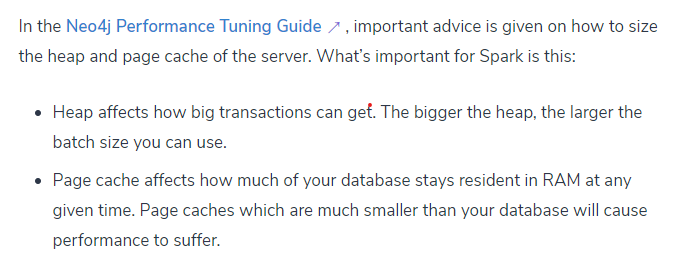 In the Neo4j Performance Tuning Guide ↗, important advice is given on how to size
the heap and page cache of the server. What’s important for Spark is this:
• Heap affects how big transactions can get. The bigger the heap, the larger the
batch size you can use.
• Page cache affects how much of your database stays resident in RAM at any
given time. Page caches which are much smaller than your database will cause
performance to suffer.